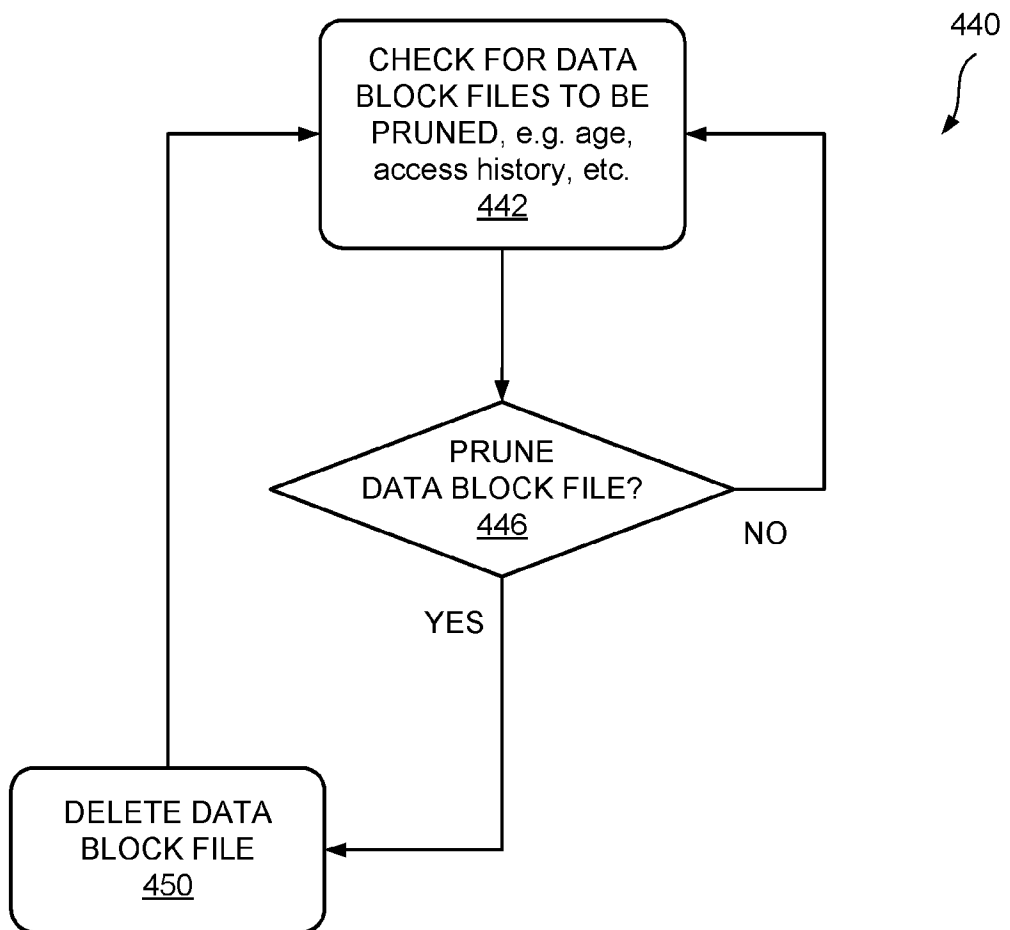 440
CHECK FOR DATA
BLOCK FILES TO BE
PRUNED, e.g. age,
access history, etc.
442
PRUNE
DATA BLOCK FILE?
446
NO
YES
DELETE DATA
BLOCK FILE
450